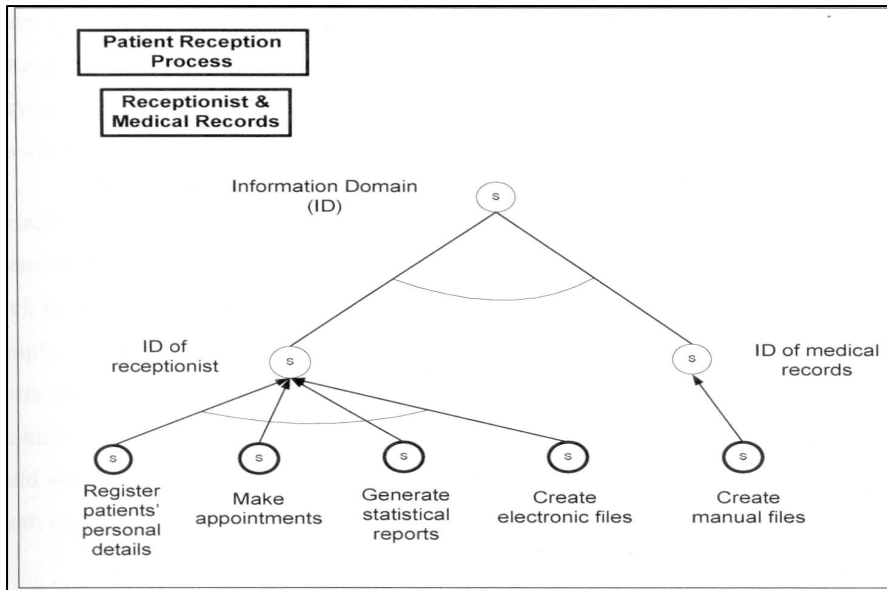 Patient Reception
Process
Receptionist &
Medical Records
Information Domain
(ID)
S
ID of
receptionist
S
S
ID of medical
records
S
S
S
S
S
Register
patients'
personal
details
Make
appointments
Generate
statistical
reports
Create
electronic files
Create
manual files